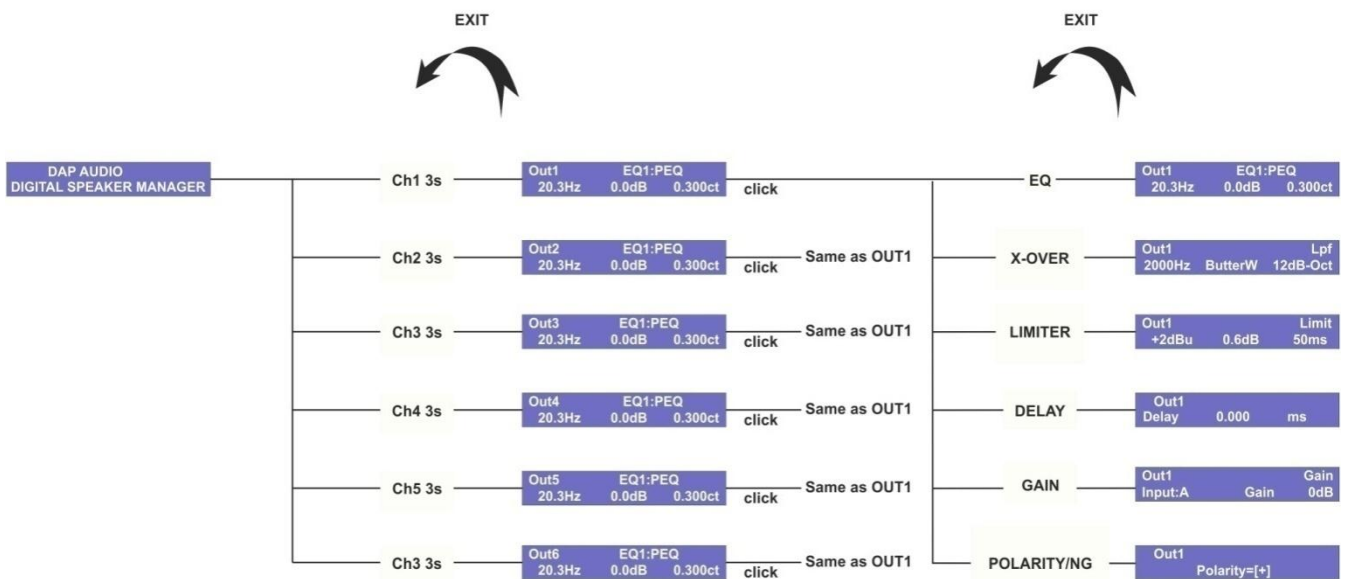 EXIT
EXIT
DAP AUDIO
DIGITAL SPEAKER MANAGER
Ch1 3s
Out1 EQ1:PEQ
20.3Hz 0.0dB 0.300ct
click
EQ
Out1 EQ1:PEQ
20.3Hz 0.0dB 0.300ct
Ch2 3s
Out2 EQ1:PEQ
20.3Hz 0.0dB 0.300ct
click
Same as OUT1
X-OVER
Out1 Lpf
2000Hz ButterW 12dB-Oct
Ch3 3s
Out3 EQ1:PEQ
20.3Hz 0.0dB 0.300ct
click
Same as OUT1
LIMITER
Out1 Limit
+2dBu 0.6dB 50ms
Ch4 3s
Out4 EQ1:PEQ
20.3Hz 0.0dB 0.300ct
click
Same as OUT1
DELAY
Out1
Delay 0.000 ms
Ch5 3s
Out5 EQ1:PEQ
20.3Hz 0.0dB 0.300ct
click
Same as OUT1
GAIN
Out1 Gain
Input:A Gain 0dB
Ch3 3s
Out6 EQ1:PEQ
20.3Hz 0.0dB 0.300ct
click
Same as OUT1
POLARITY/NG
Out1
Polarity=[+]